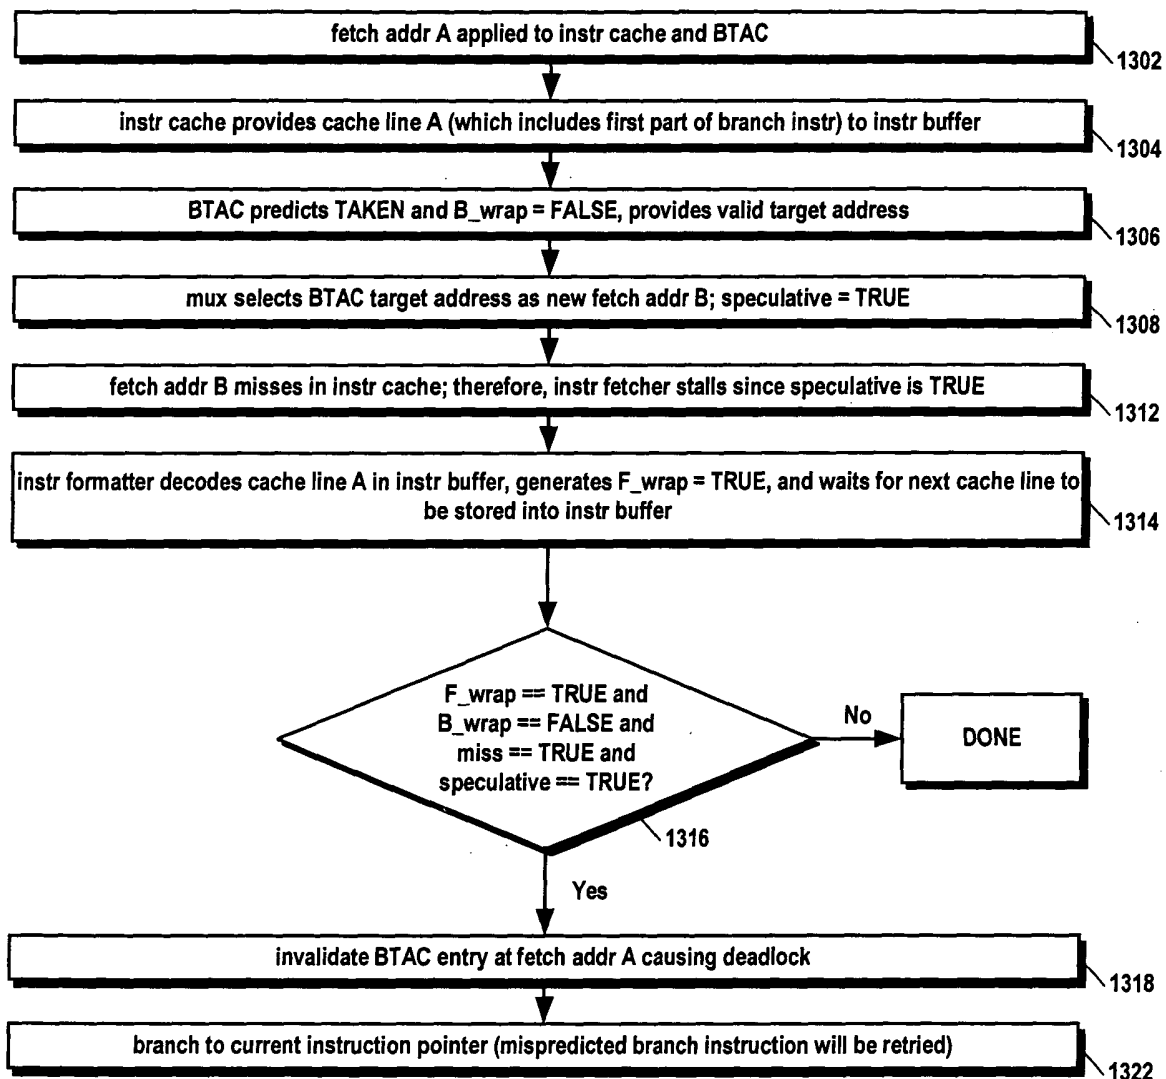 fetch addr A applied to instr cache and BTAC
1302
instr cache provides cache line A (which includes first part of branch instr) to instr buffer
1304
BTAC predicts TAKEN and B_wrap = FALSE, provides valid target address
1306
mux selects BTAC target address as new fetch addr B; speculative = TRUE
1308
fetch addr B misses in instr cache; therefore, instr fetcher stalls since speculative is TRUE
1312
instr formatter decodes cache line A in instr buffer, generates F_wrap = TRUE, and waits for next cache line to
be stored into instr buffer
1314
F_wrap == TRUE and
B_wrap == FALSE and
miss == TRUE and
speculative == TRUE?
1316
No
DONE
Yes
invalidate BTAC entry at fetch addr A causing deadlock
1318
branch to current instruction pointer (mispredicted branch instruction will be retried)
1322